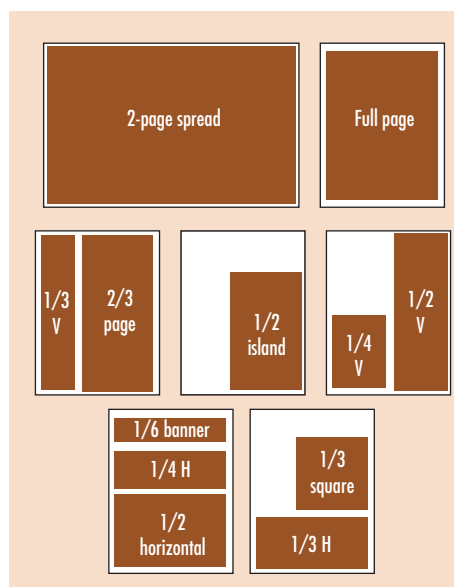 2-page spread
Full page
1/3
V
2/3
page
1/2
island
1/4
V
1/2
V
1/6 banner
1/4 H
1/2
horizontal
1/3
square
1/3 H